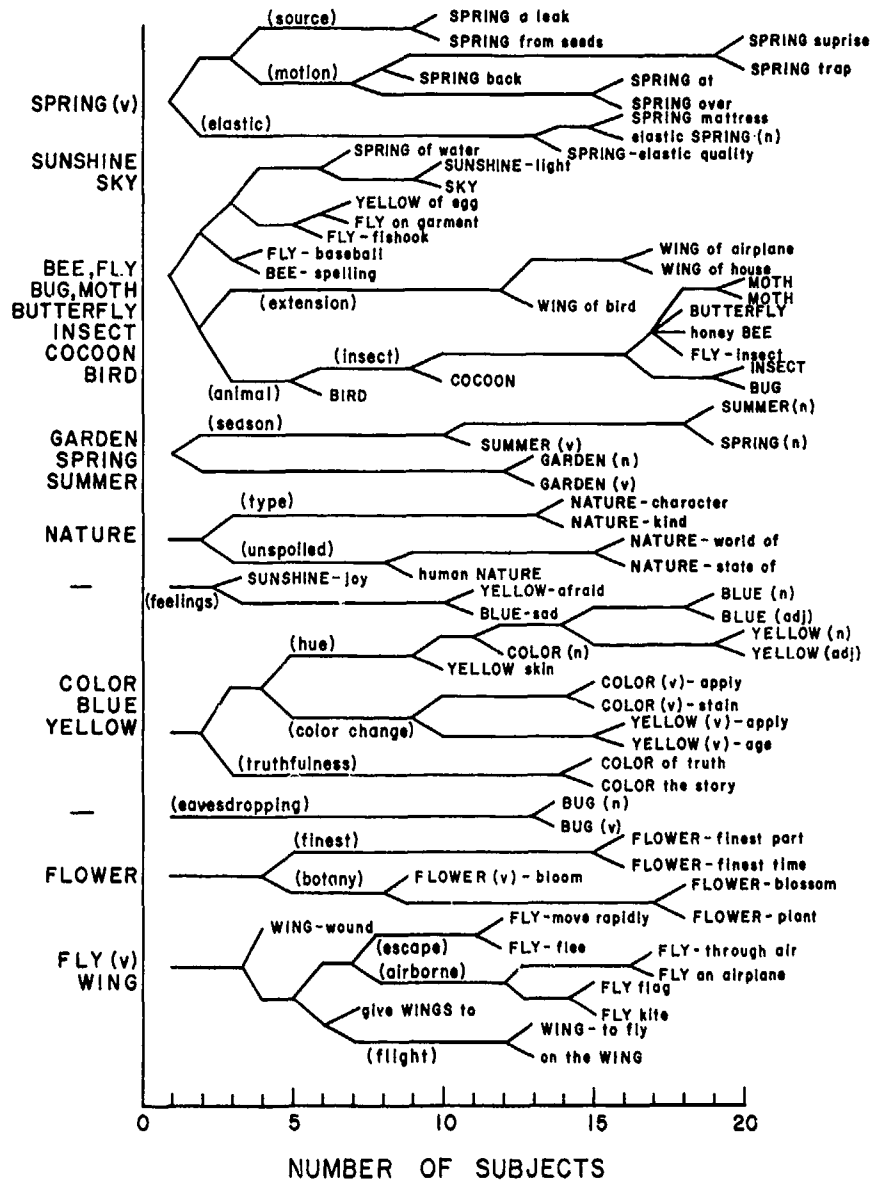 (source)
SPRING a leak
SPRING from seeds
SPRING suprise
SPRING trap
(motion)
SPRING back
SPRING at
SPRING over
SPRING (v)
(elastic)
SPRING mattress
elastic SPRING (n)
SPRING-elastic quality
SUNSHINE
SKY
SPRING of water
SUNSHINE-light
SKY
YELLOW of egg
FLY on garment
FLY-fishook
FLY-baseball
BEE-spelling
BEE, FLY
BUG, MOTH
BUTTERFLY
INSECT
COCOON
BIRD
(extension)
WING of airplane
WING of house
WING of bird
MOTH
MOTH
BUTTERFLY
honey BEE
FLY-insect
INSECT
BUG
(insect)
COCOON
(animal)
BIRD
GARDEN
SPRING
SUMMER
(season)
SUMMER (n)
SUMMER (v)
SPRING (n)
GARDEN (n)
GARDEN (v)
NATURE
(type)
NATURE-character
NATURE-kind
(unspoiled)
NATURE-world of
NATURE-state of
human NATURE
—
(feelings)
SUNSHINE-joy
YELLOW-afraid
BLUE-sad
COLOR
BLUE
YELLOW
(hue)
BLUE (n)
BLUE (adj)
YELLOW (n)
YELLOW (adj)
COLOR (n)
YELLOW skin
COLOR (v)-apply
COLOR (v)-stain
(color change)
YELLOW (v)-apply
YELLOW (v)-age
(truthfulness)
COLOR of truth
COLOR the story
—
(eavesdropping)
BUG (n)
BUG (v)
FLOWER
(finest)
FLOWER-finest part
FLOWER-finest time
(botany)
FLOWER (v)-bloom
FLOWER-blossom
FLOWER-plant
FLY (v)
WING
WING-wound
FLY-move rapidly
(escape)
FLY-flee
(airborne)
FLY-through air
FLY an airplane
FLY flag
FLY kite
give WINGS to
(flight)
WING-to fly
on the WING
0 5 10 15 20
NUMBER OF SUBJECTS